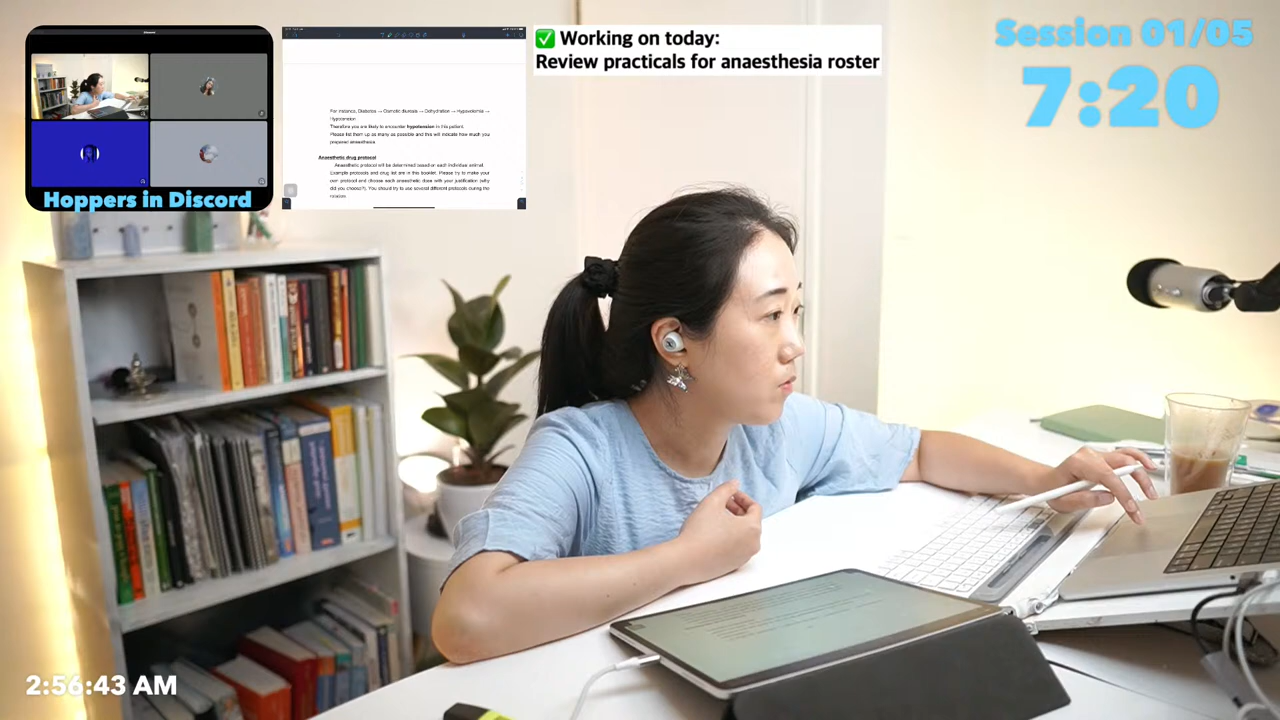 Hoppers in Discord
For instance, Diabetes → Osmotic diuresis → Dehydration → Hypovolemia →
Hypotension
Therefore you are likely to encounter hypotension in this patient.
Please list them up as many as possible and this will indicate how much you
prepared anaesthesia.
Anaesthetic drug protocol
Anaesthetic protocol will be determined based on each individual animal.
Example protocols and drug list are in this booklet. Please try to make your
own protocol and choose each anaesthetic dose with your justification (why
did you choose?). You should try to use several different protocols during the
rotation.
✅ Working on today:
Review practicals for anaesthesia roster
Session 01/05
7:20
2:56:43 AM